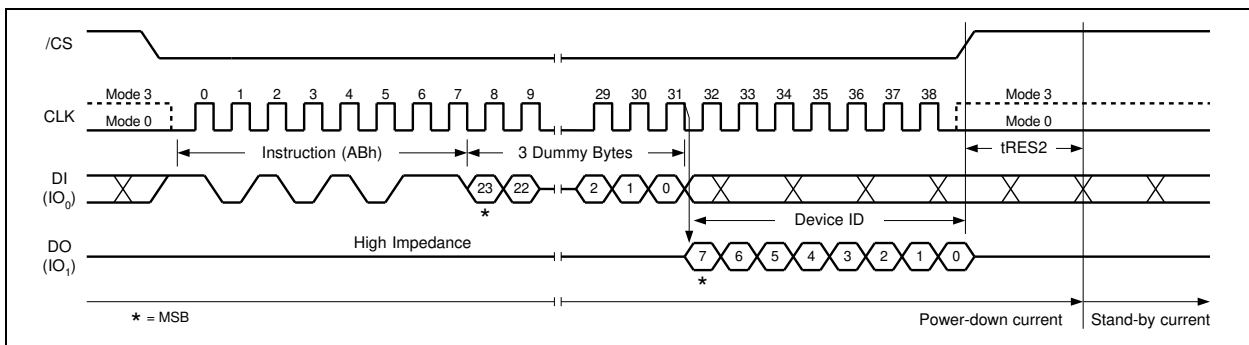 /CS
Mode 3 0 1 2 3 4 5 6 7 8 9 29 30 31 32 33 34 35 36 37 38 Mode 3
CLK
Mode 0 Mode 0
Instruction (ABh) 3 Dummy Bytes tRES2
DI
(IO0)
23 22 2 1 0
*
Device ID
DO
(IO1)
High Impedance
7 6 5 4 3 2 1 0
*
* = MSB
Power-down current Stand-by current